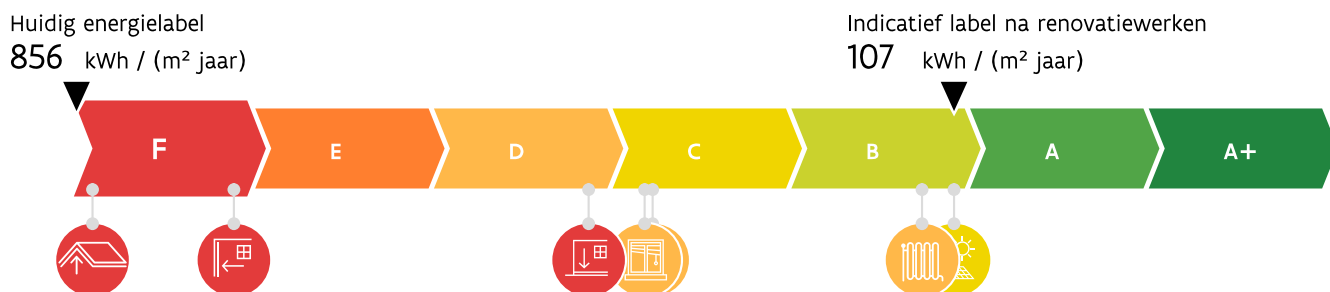 Huidig energielabel
856 kWh / (m² jaar)
Indicatief label na renovatiewerken
107 kWh / (m² jaar)
F E D C B A A+